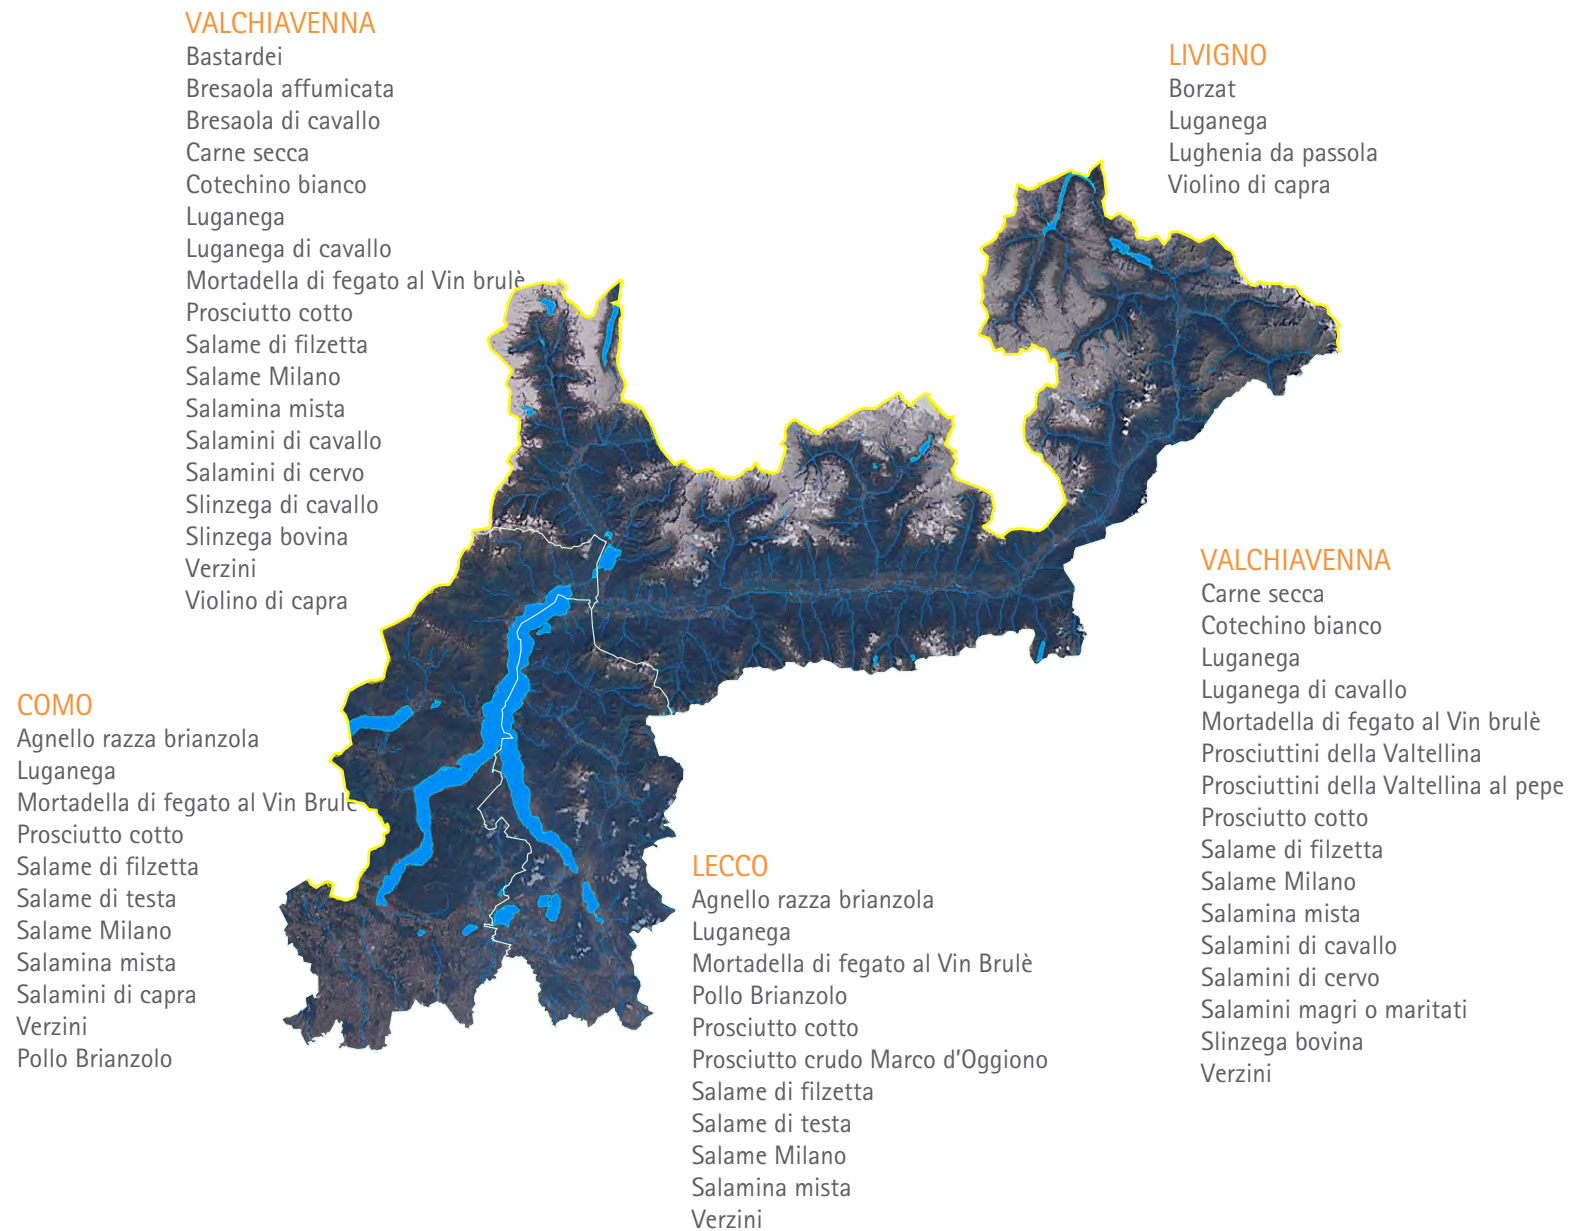 VALCHIAVENNA
Bastardei
Bresaola affumicata
Bresaola di cavallo
Carne secca
Cotechino bianco
Luganega
Luganega di cavallo
Mortadella di fegato al Vin brulè
Prosciutto cotto
Salame di filzetta
Salame Milano
Salamina mista
Salamini di cavallo
Salamini di cervo
Slinzega di cavallo
Slinzega bovina
Verzini
Violino di capra
LIVIGNO
Borzat
Luganega
Lughenia da passola
Violino di capra
VALCHIAVENNA
Carne secca
Cotechino bianco
Luganega
Luganega di cavallo
Mortadella di fegato al Vin brulè
Prosciuttini della Valtellina
Prosciuttini della Valtellina al pepe
Prosciutto cotto
Salame di filzetta
Salame Milano
Salamina mista
Salamini di cavallo
Salamini di cervo
Salamini magri o maritati
Slinzega bovina
Verzini
COMO
Agnello razza brianzola
Luganega
Mortadella di fegato al Vin Brulè
Prosciutto cotto
Salame di filzetta
Salame di testa
Salame Milano
Salamina mista
Salamini di capra
Verzini
Pollo Brianzolo
LECCO
Agnello razza brianzola
Luganega
Mortadella di fegato al Vin Brulè
Pollo Brianzolo
Prosciutto cotto
Prosciutto crudo Marco d'Oggiono
Salame di filzetta
Salame di testa
Salame Milano
Salamina mista
Verzini